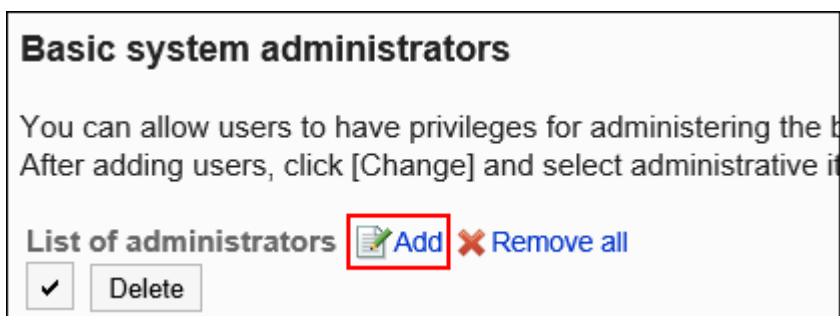 Basic system administrators
You can allow users to have privileges for administering the
After adding users, click [Change] and select administrative
List of administrators Add Remove all
Delete